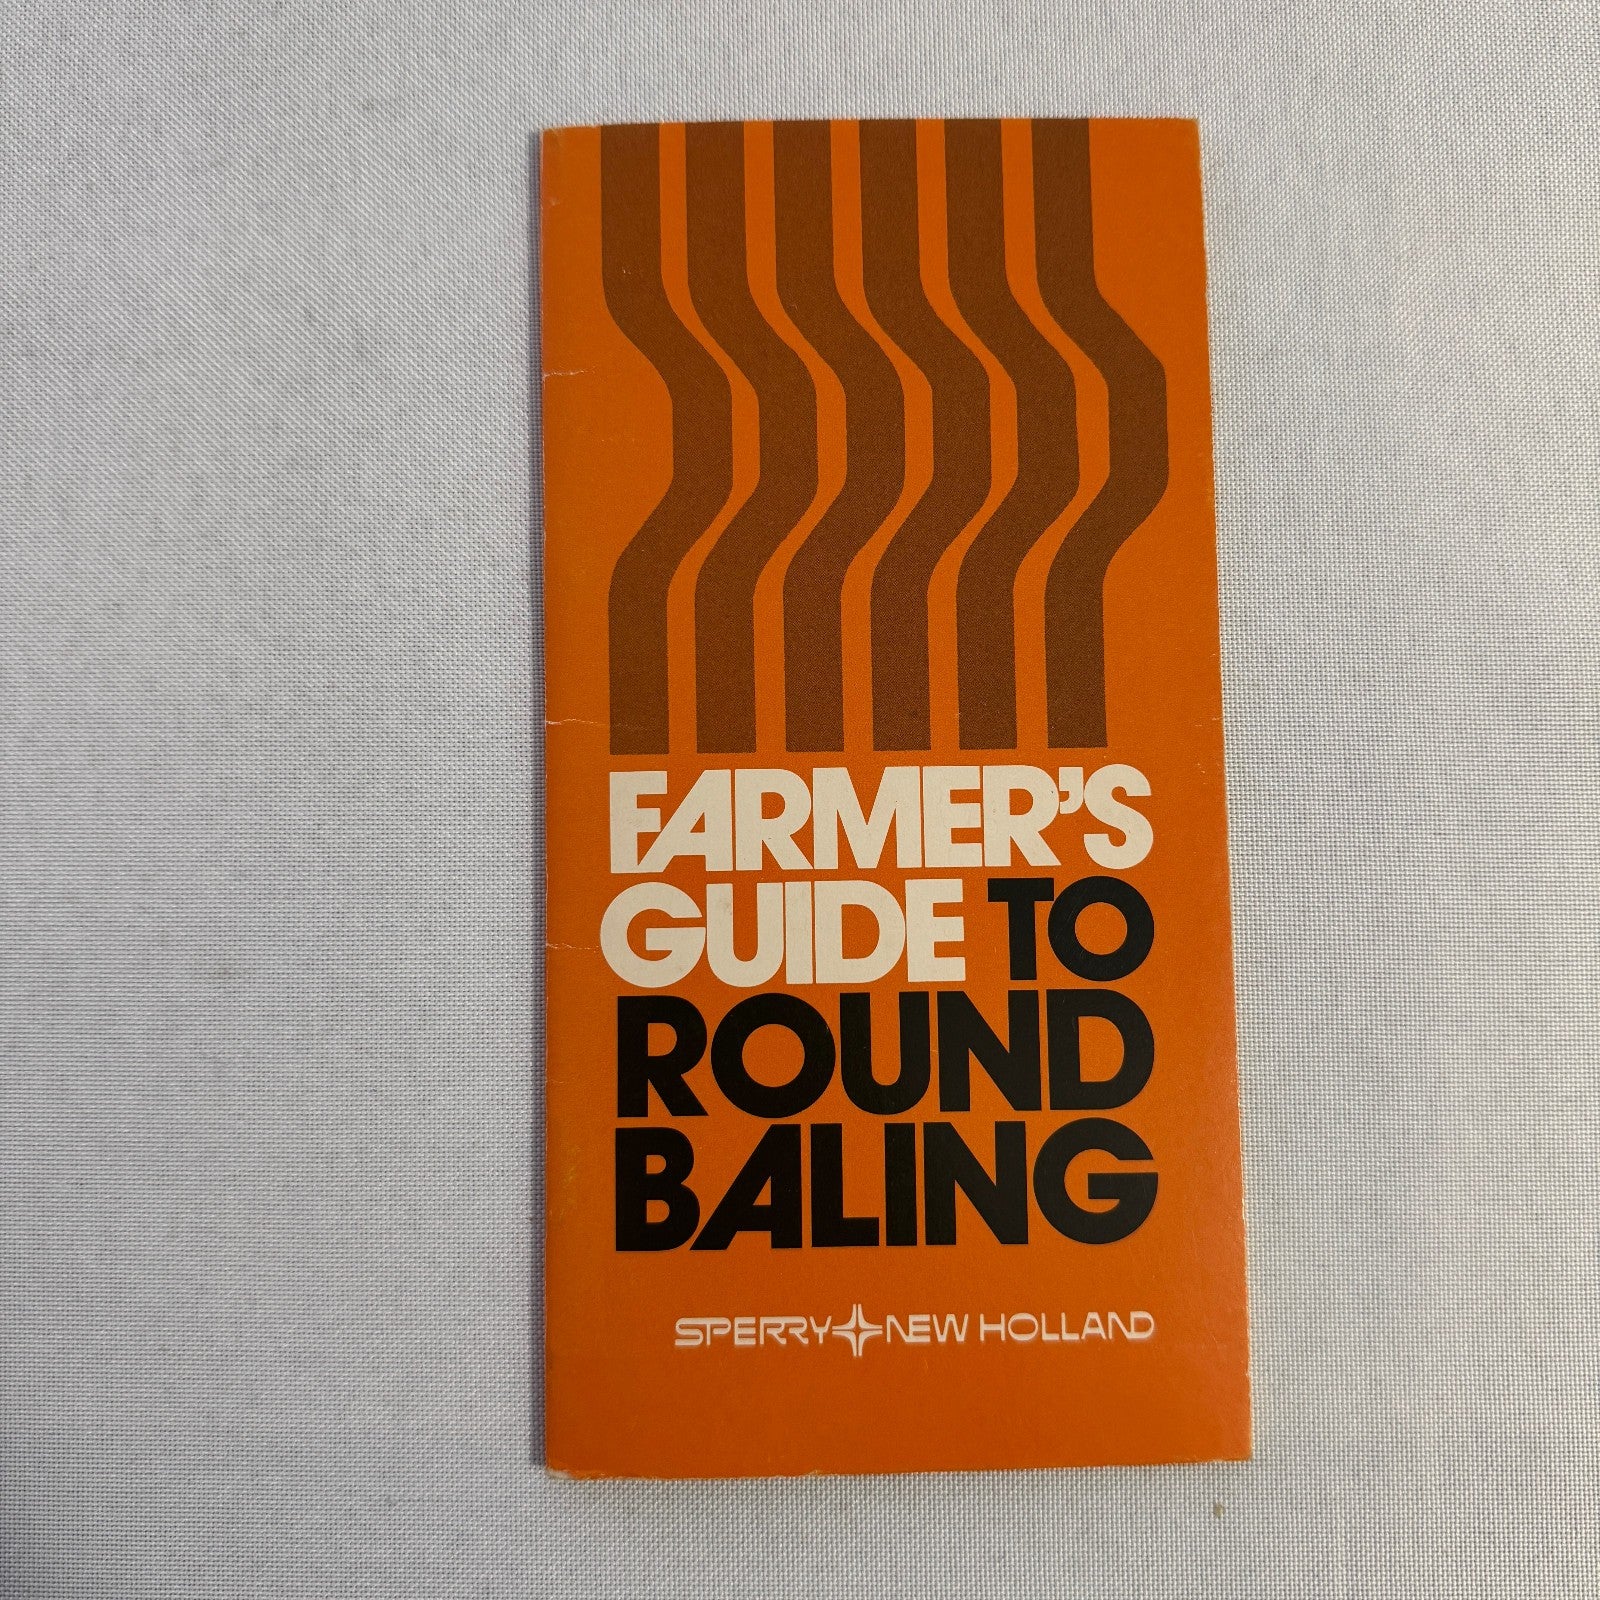 FARMER'S
GUIDE TO
ROUND
BALING
SPERRY NEW HOLLAND